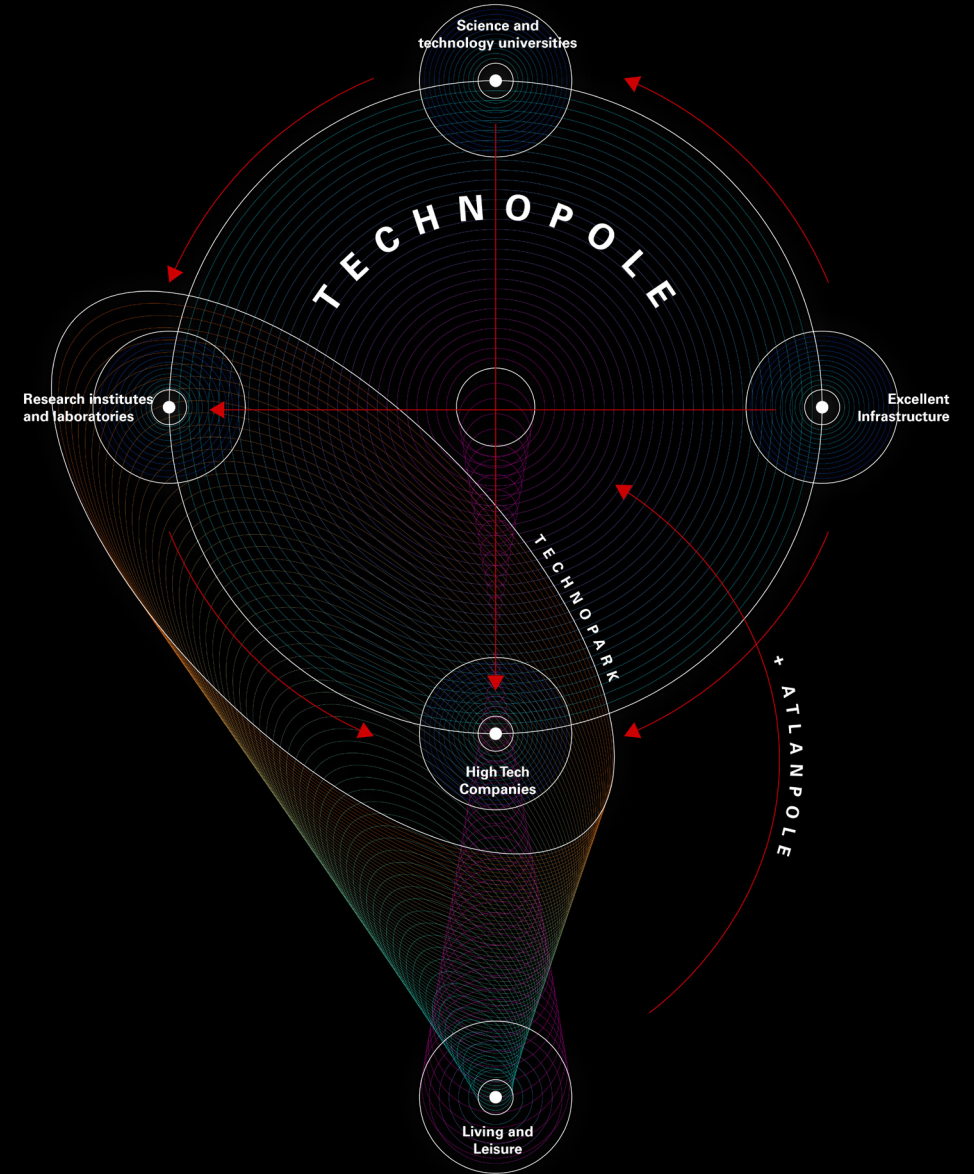 Science and
technology universities
TECHNOPOLE
Research institutes
and laboratories
Excellent
Infrastructure
TECHNOPARK
+ ATLANPOLE
High Tech
Companies
Living and
Leisure